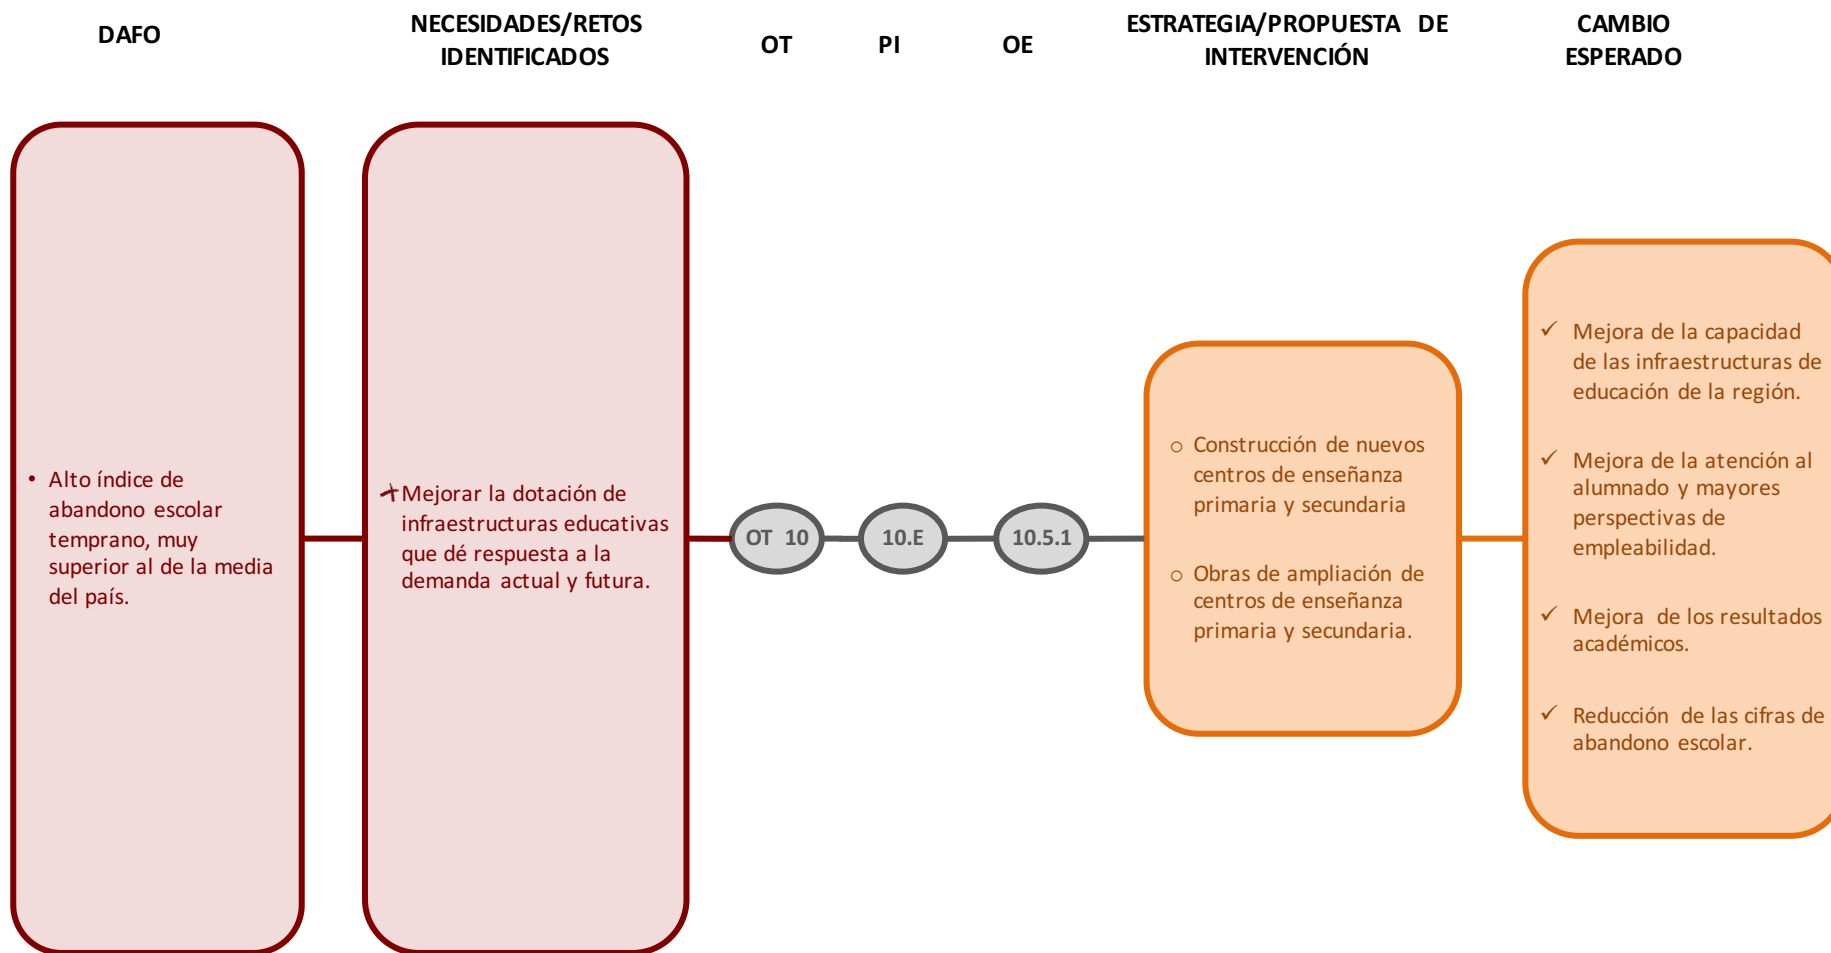 DAFO
NECESIDADES/RETOS
IDENTIFICADOS
OT
PI
OE
ESTRATEGIA/PROPUESTA DE
INTERVENCIÓN
CAMBIO
ESPERADO
• Alto índice de
abandono escolar
temprano, muy
superior al de la media
del país.
Mejorar la dotación de
infraestructuras educativas
que dé respuesta a la
demanda actual y futura.
OT 10
10.E
10.5.1
o Construcción de nuevos
centros de enseñanza
primaria y secundaria
o Obras de ampliación de
centros de enseñanza
primaria y secundaria.
✓ Mejora de la capacidad
de las infraestructuras de
educación de la región.
✓ Mejora de la atención al
alumnado y mayores
perspectivas de
empleabilidad.
✓ Mejora de los resultados
académicos.
✓ Reducción de las cifras de
abandono escolar.